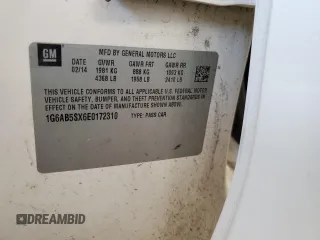 GM
MFD BY GENERAL MOTORS LLC
DATE GVWR GAWR FRT GAWR RR
02/14 1981 KG 888 KG 1093 KG
4368 LB 1958 LB 2410 LB
THIS VEHICLE CONFORMS TO ALL APPLICABLE U.S. FEDERAL MOTOR
VEHICLE SAFETY, BUMPER, AND THEFT PREVENTION STANDARDS IN
EFFECT ON THE DATE OF MANUFACTURE SHOWN ABOVE.
1G6AB5SX6E0172310 TYPE: PASS CAR
DREAMBID